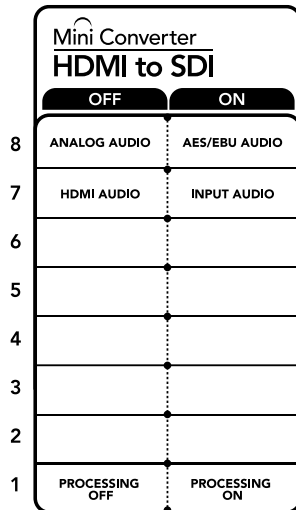 Mini Converter
HDMI to SDI
OFF ON
8 ANALOG AUDIO AES/EBU AUDIO
7 HDMI AUDIO INPUT AUDIO
6
5
4
3
2
1 PROCESSING OFF PROCESSING ON